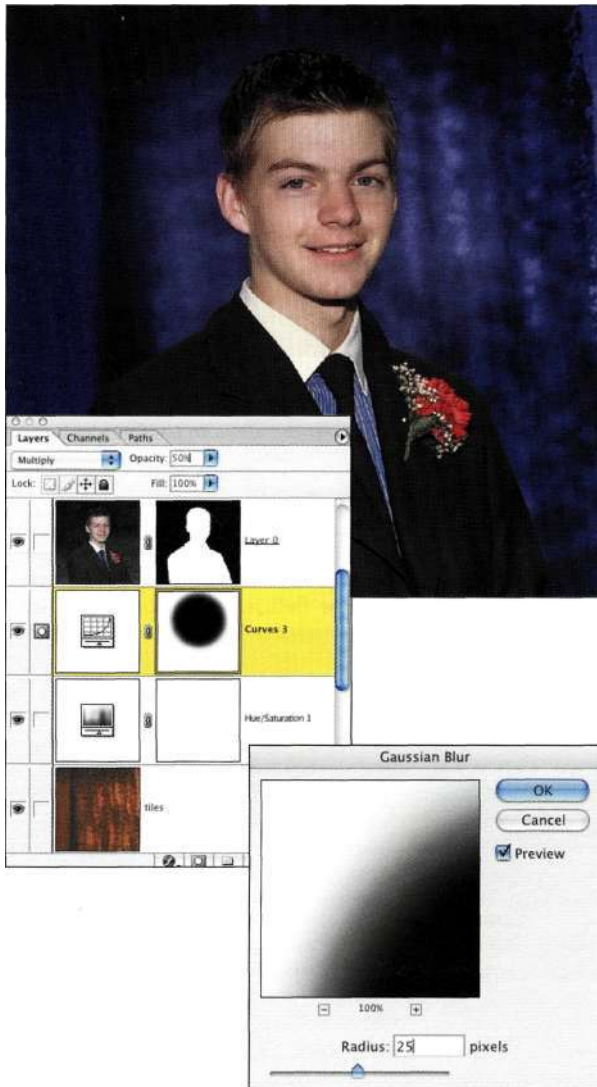 Layers Channels Paths
Multiply Opacity: 50%
Lock: Fill: 100%
Layer 0
Curves 3
Hue/Saturation 1
tiles
Gaussian Blur
OK
Cancel
Preview
100%
Radius: 25 pixels